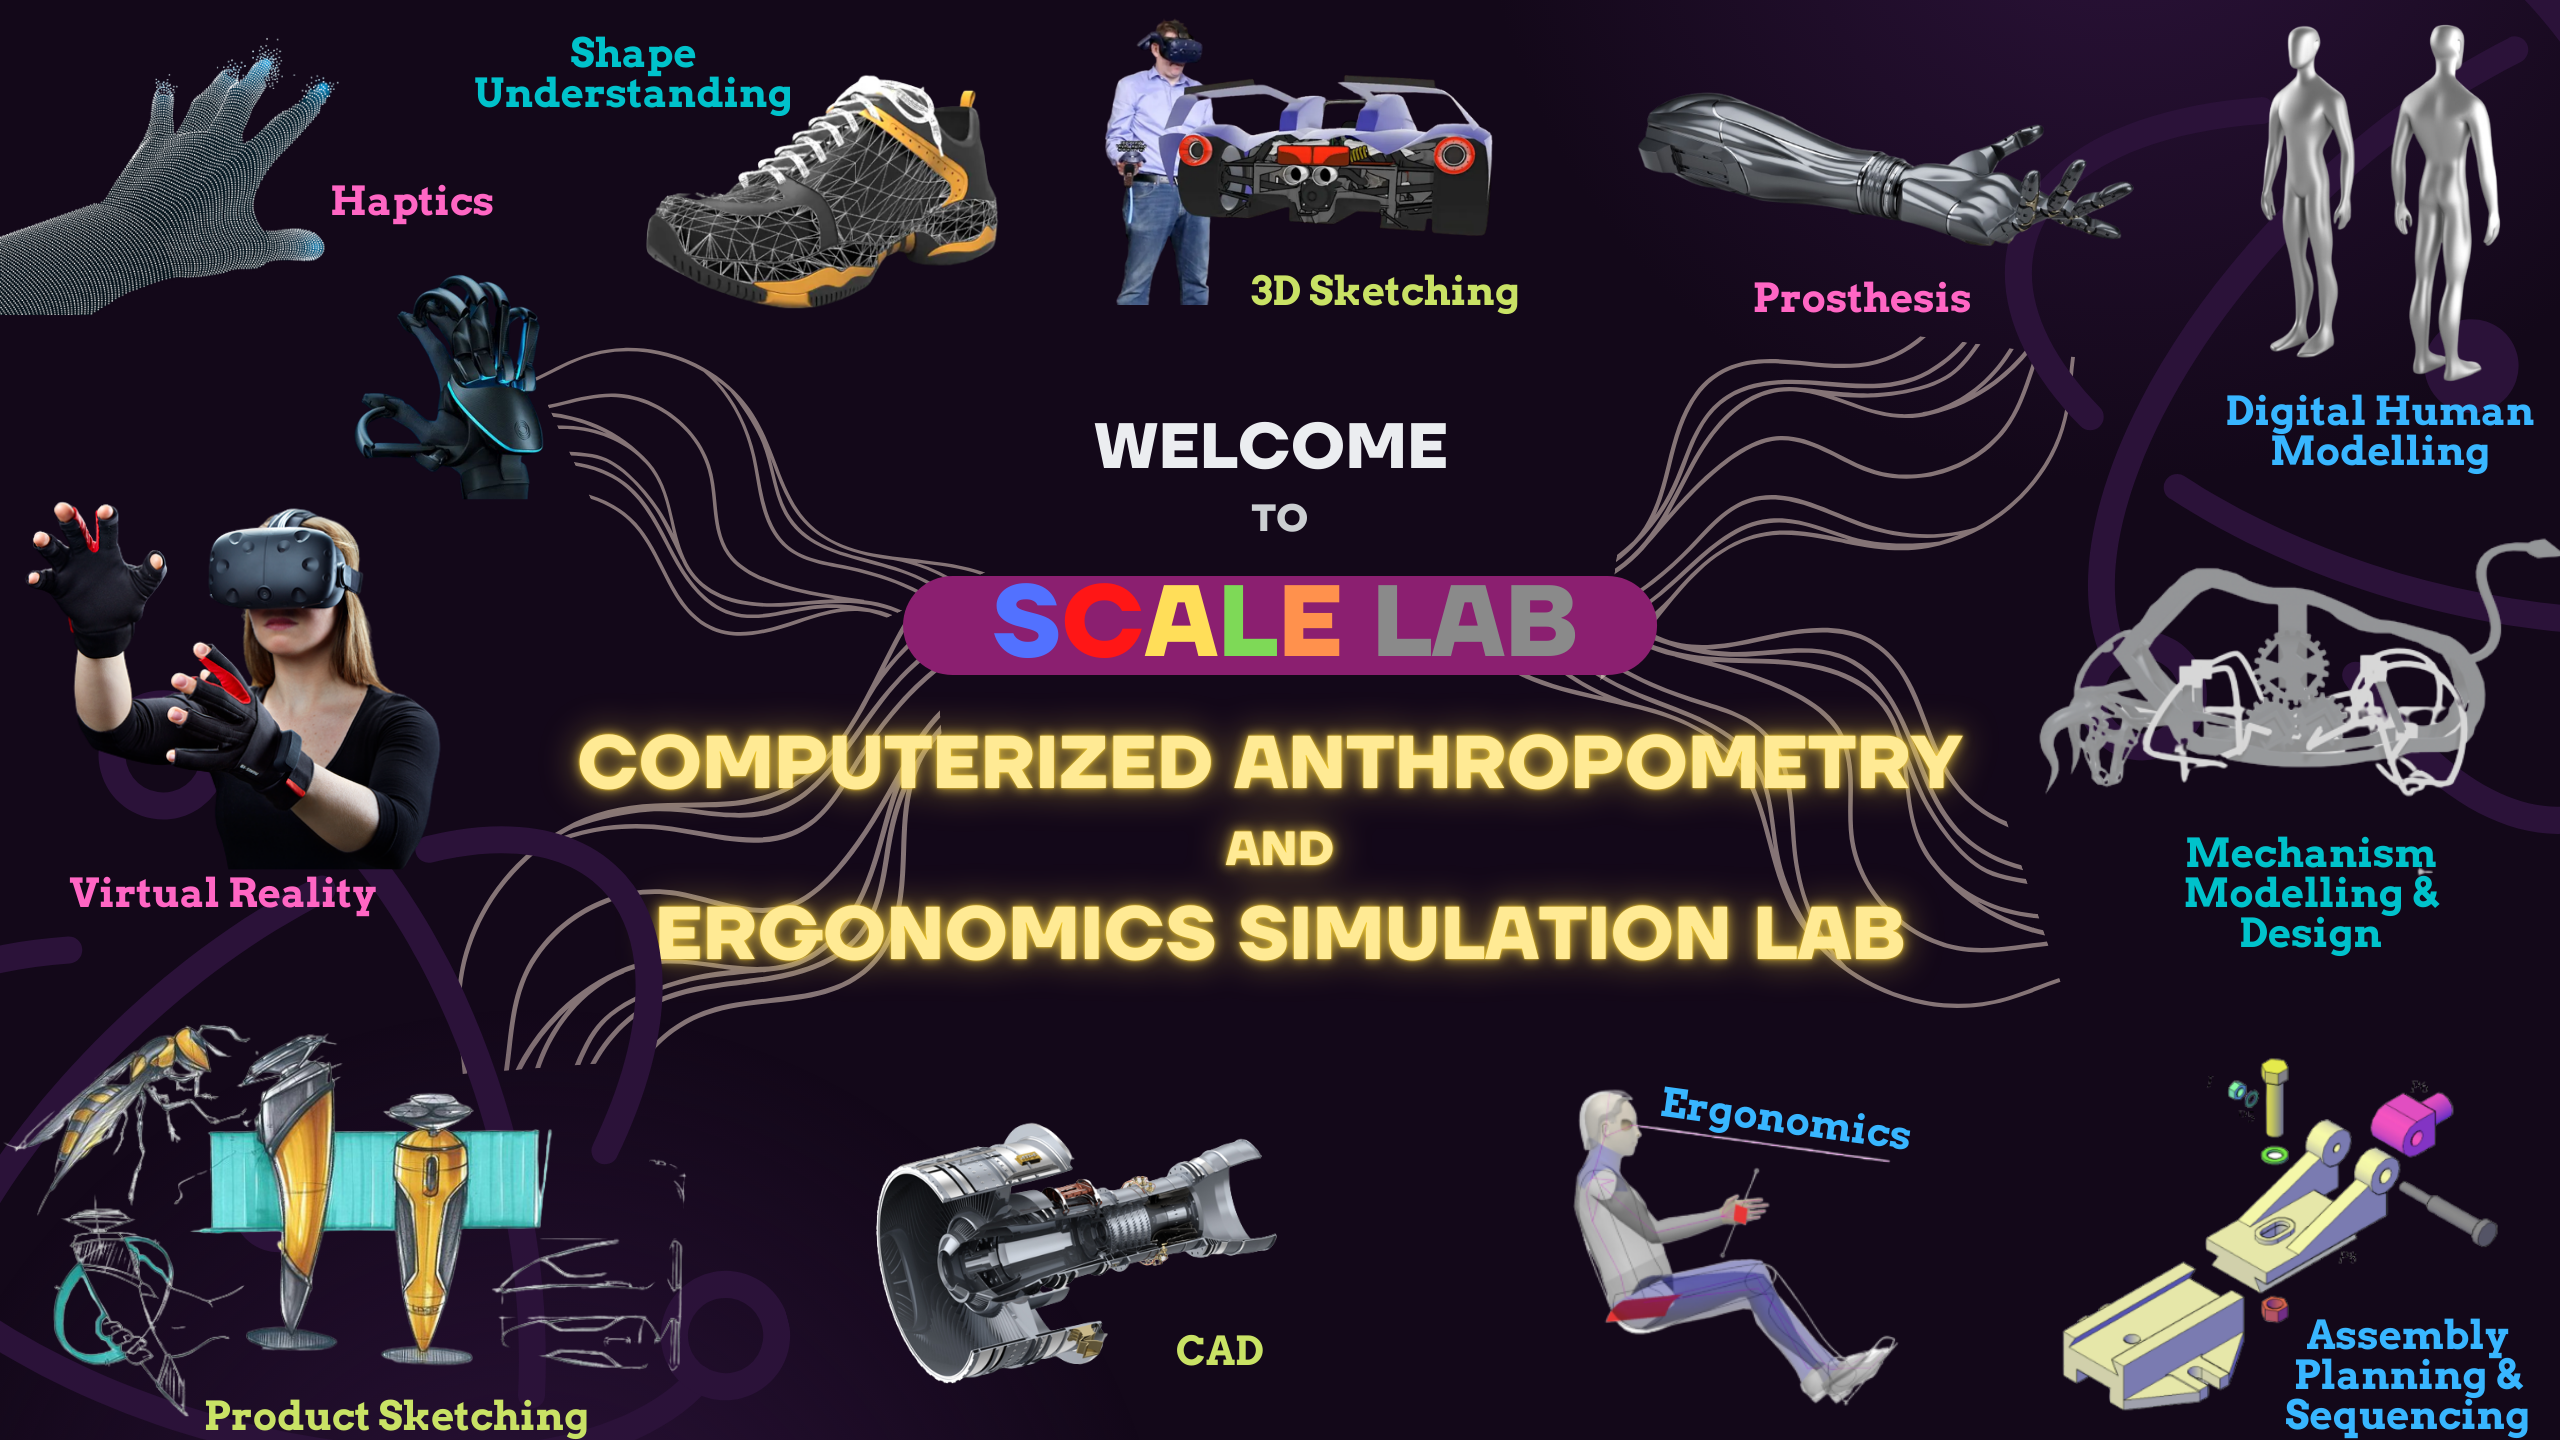 Shape
Understanding
Haptics
3D Sketching
Prosthesis
Digital Human
Modelling
WELCOME
TO
SCALE LAB
COMPUTERIZED ANTHROPOMETRY
AND
ERGONOMICS SIMULATION LAB
Virtual Reality
Mechanism
Modelling &
Design
Ergonomics
CAD
Product Sketching
Assembly
Planning &
Sequencing